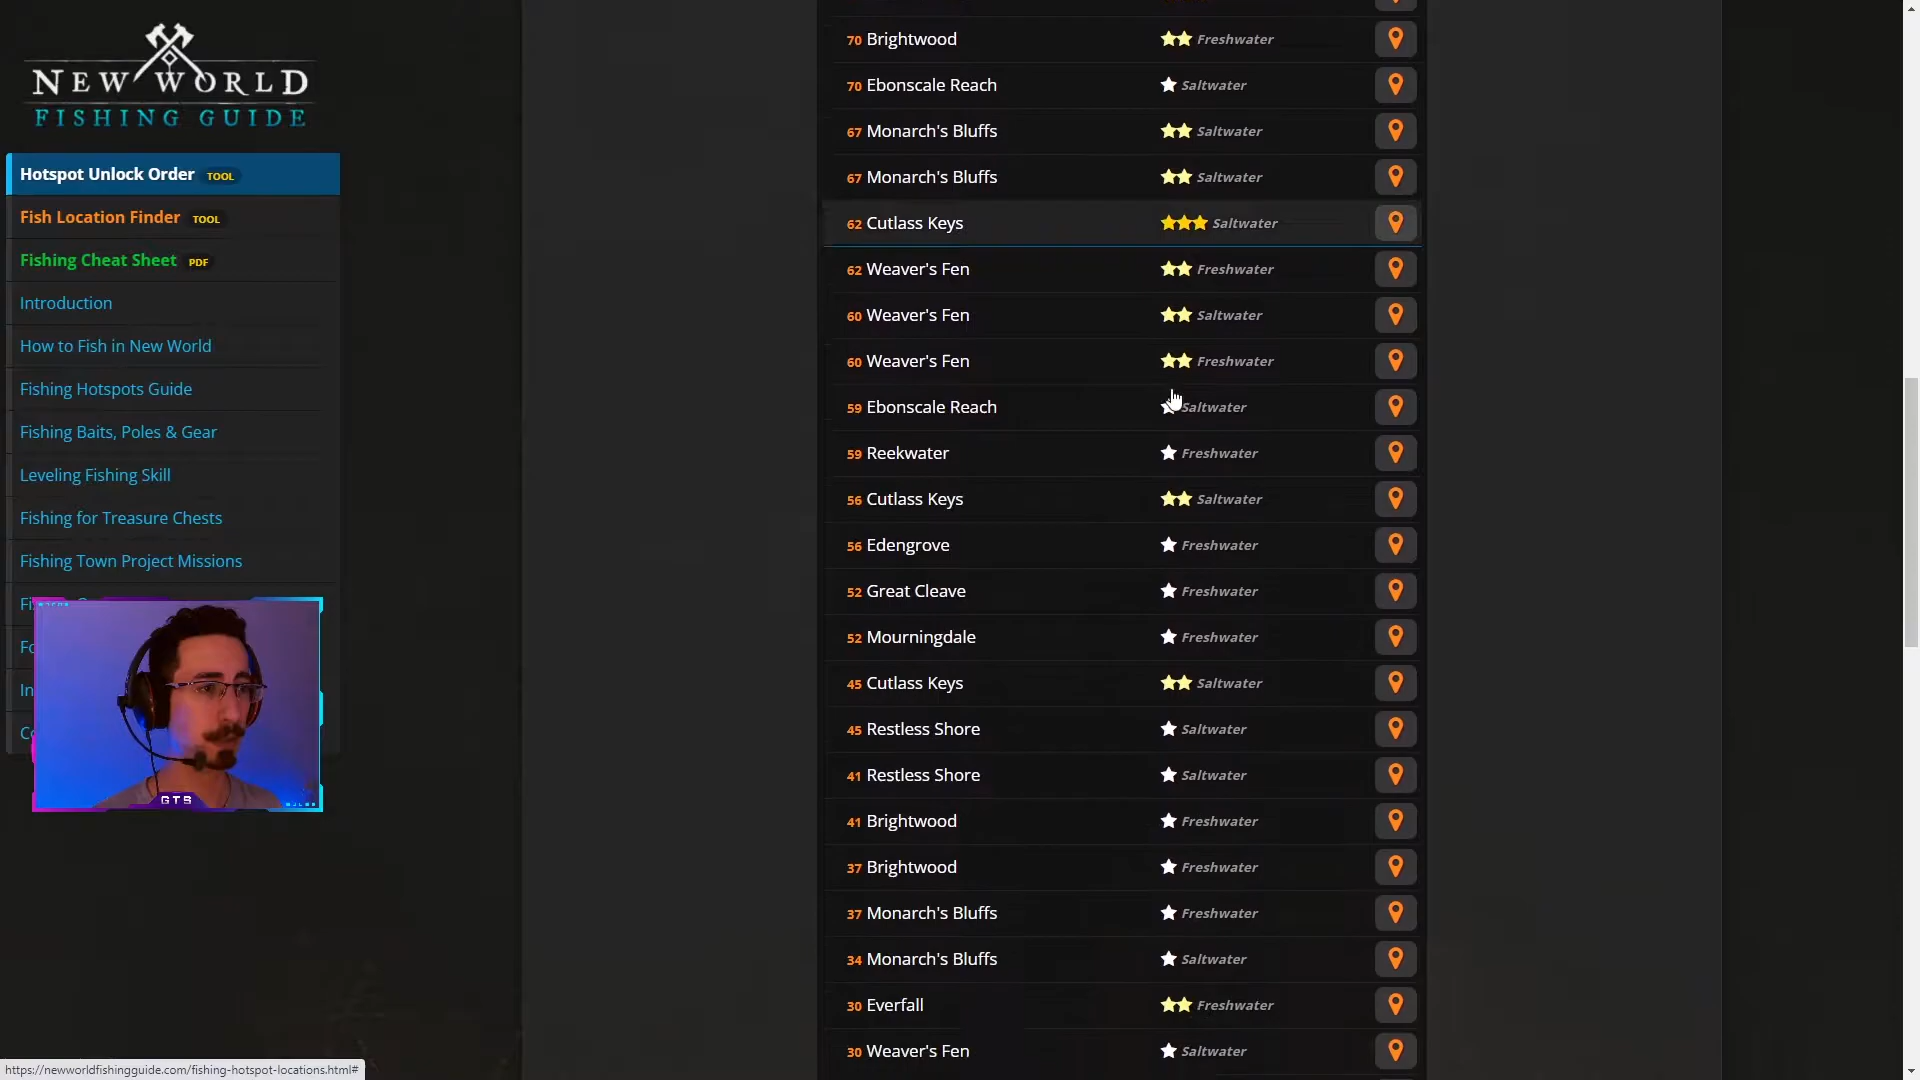 NEW WORLD
FISHING GUIDE
Hotspot Unlock Order TOOL
Fish Location Finder TOOL
Fishing Cheat Sheet PDF
Introduction
How to Fish in New World
Fishing Hotspots Guide
Fishing Baits, Poles & Gear
Leveling Fishing Skill
Fishing for Treasure Chests
Fishing Town Project Missions
GTS
70 Brightwood Freshwater
70 Ebonscale Reach Saltwater
67 Monarch's Bluffs Saltwater
67 Monarch's Bluffs Saltwater
62 Cutlass Keys Saltwater
62 Weaver's Fen Freshwater
60 Weaver's Fen Saltwater
60 Weaver's Fen Freshwater
59 Ebonscale Reach Saltwater
59 Reekwater Freshwater
56 Cutlass Keys Saltwater
56 Edengrove Freshwater
52 Great Cleave Freshwater
52 Mourningdale Freshwater
45 Cutlass Keys Saltwater
45 Restless Shore Saltwater
41 Restless Shore Saltwater
41 Brightwood Freshwater
37 Brightwood Freshwater
37 Monarch's Bluffs Freshwater
34 Monarch's Bluffs Saltwater
30 Everfall Freshwater
30 Weaver's Fen Saltwater
https://newworldfishingguide.com/fishing-hotspot-locations.html#